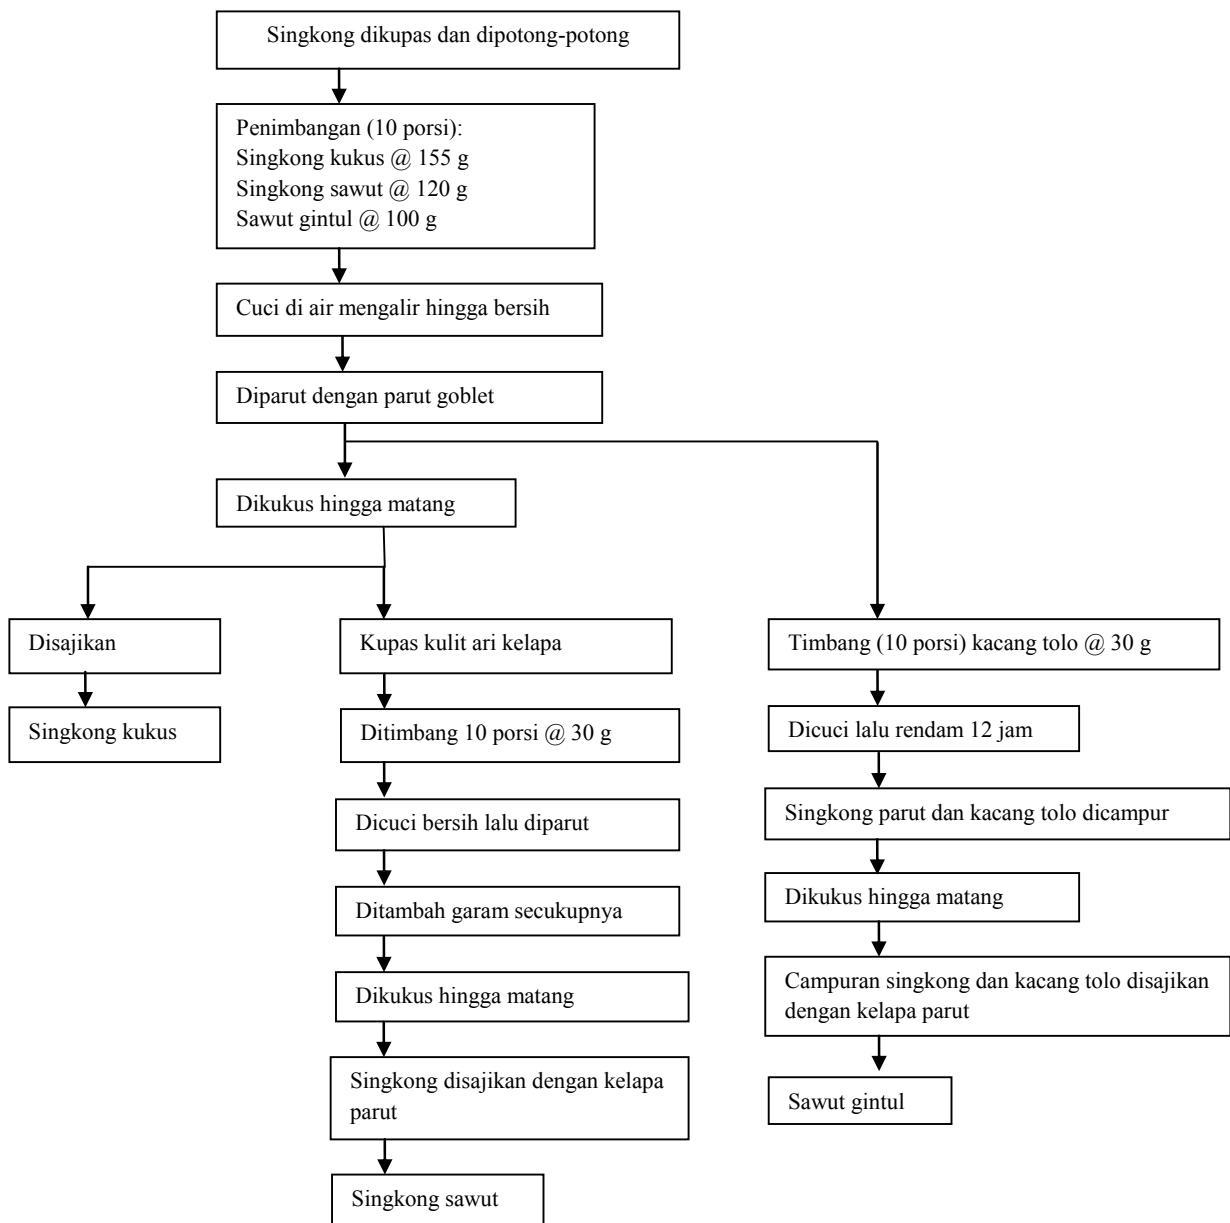 Singkong dikupas dan dipotong-potong
Penimbangan (10 porsi):
Singkong kukus @ 155 g
Singkong sawut @ 120 g
Sawut gintul @ 100 g
Cuci di air mengalir hingga bersih
Diparut dengan parut goblet
Dikukus hingga matang
Disajikan
Singkong kukus
Kupas kulit ari kelapa
Ditimbang 10 porsi @ 30 g
Dicuci bersih lalu diparut
Ditambah garam secukupnya
Dikukus hingga matang
Singkong disajikan dengan kelapa
parut
Singkong sawut
Timbang (10 porsi) kacang tolo @ 30 g
Dicuci lalu rendam 12 jam
Singkong parut dan kacang tolo dicampur
Dikukus hingga matang
Campuran singkong dan kacang tolo disajikan
dengan kelapa parut
Sawut gintul